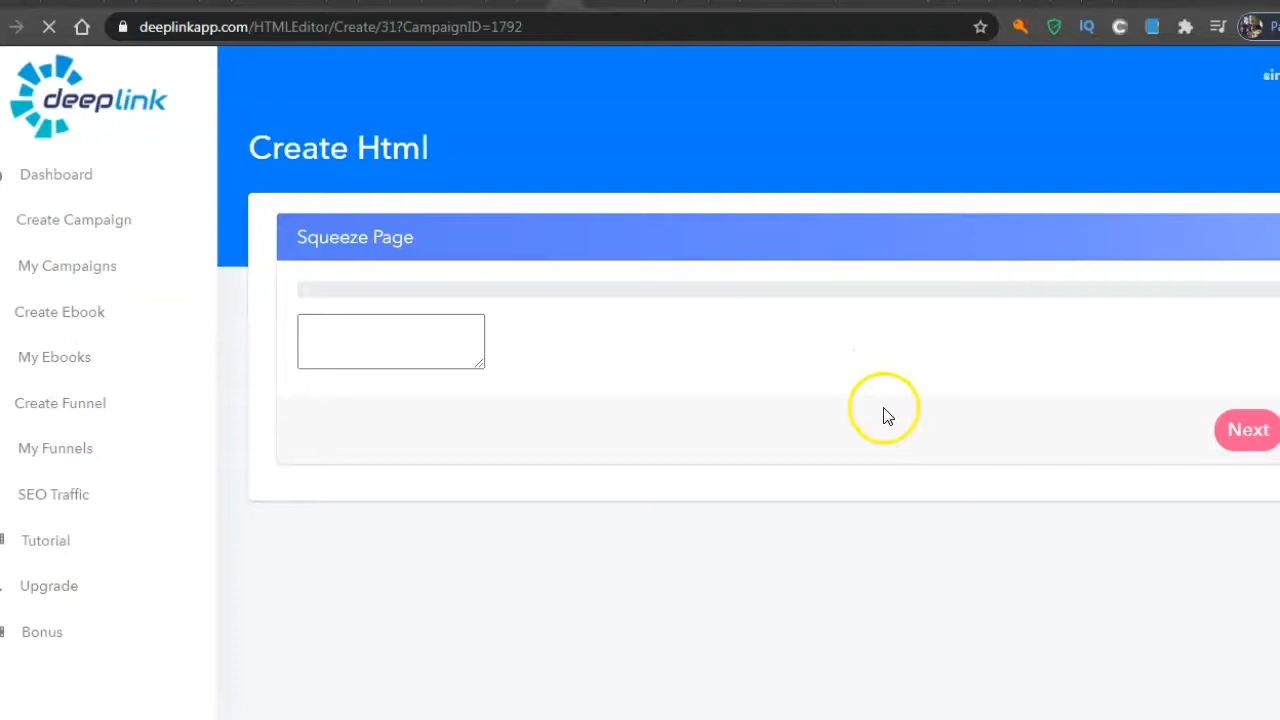 deeplinkapp.com/HTMLEditor/Create/31?CampaignID=1792
IQ
C
deeplink
Create Html
Dashboard
Create Campaign
My Campaigns
Create Ebook
My Ebooks
Create Funnel
My Funnels
SEO Traffic
Tutorial
Upgrade
Bonus
Squeeze Page
Next